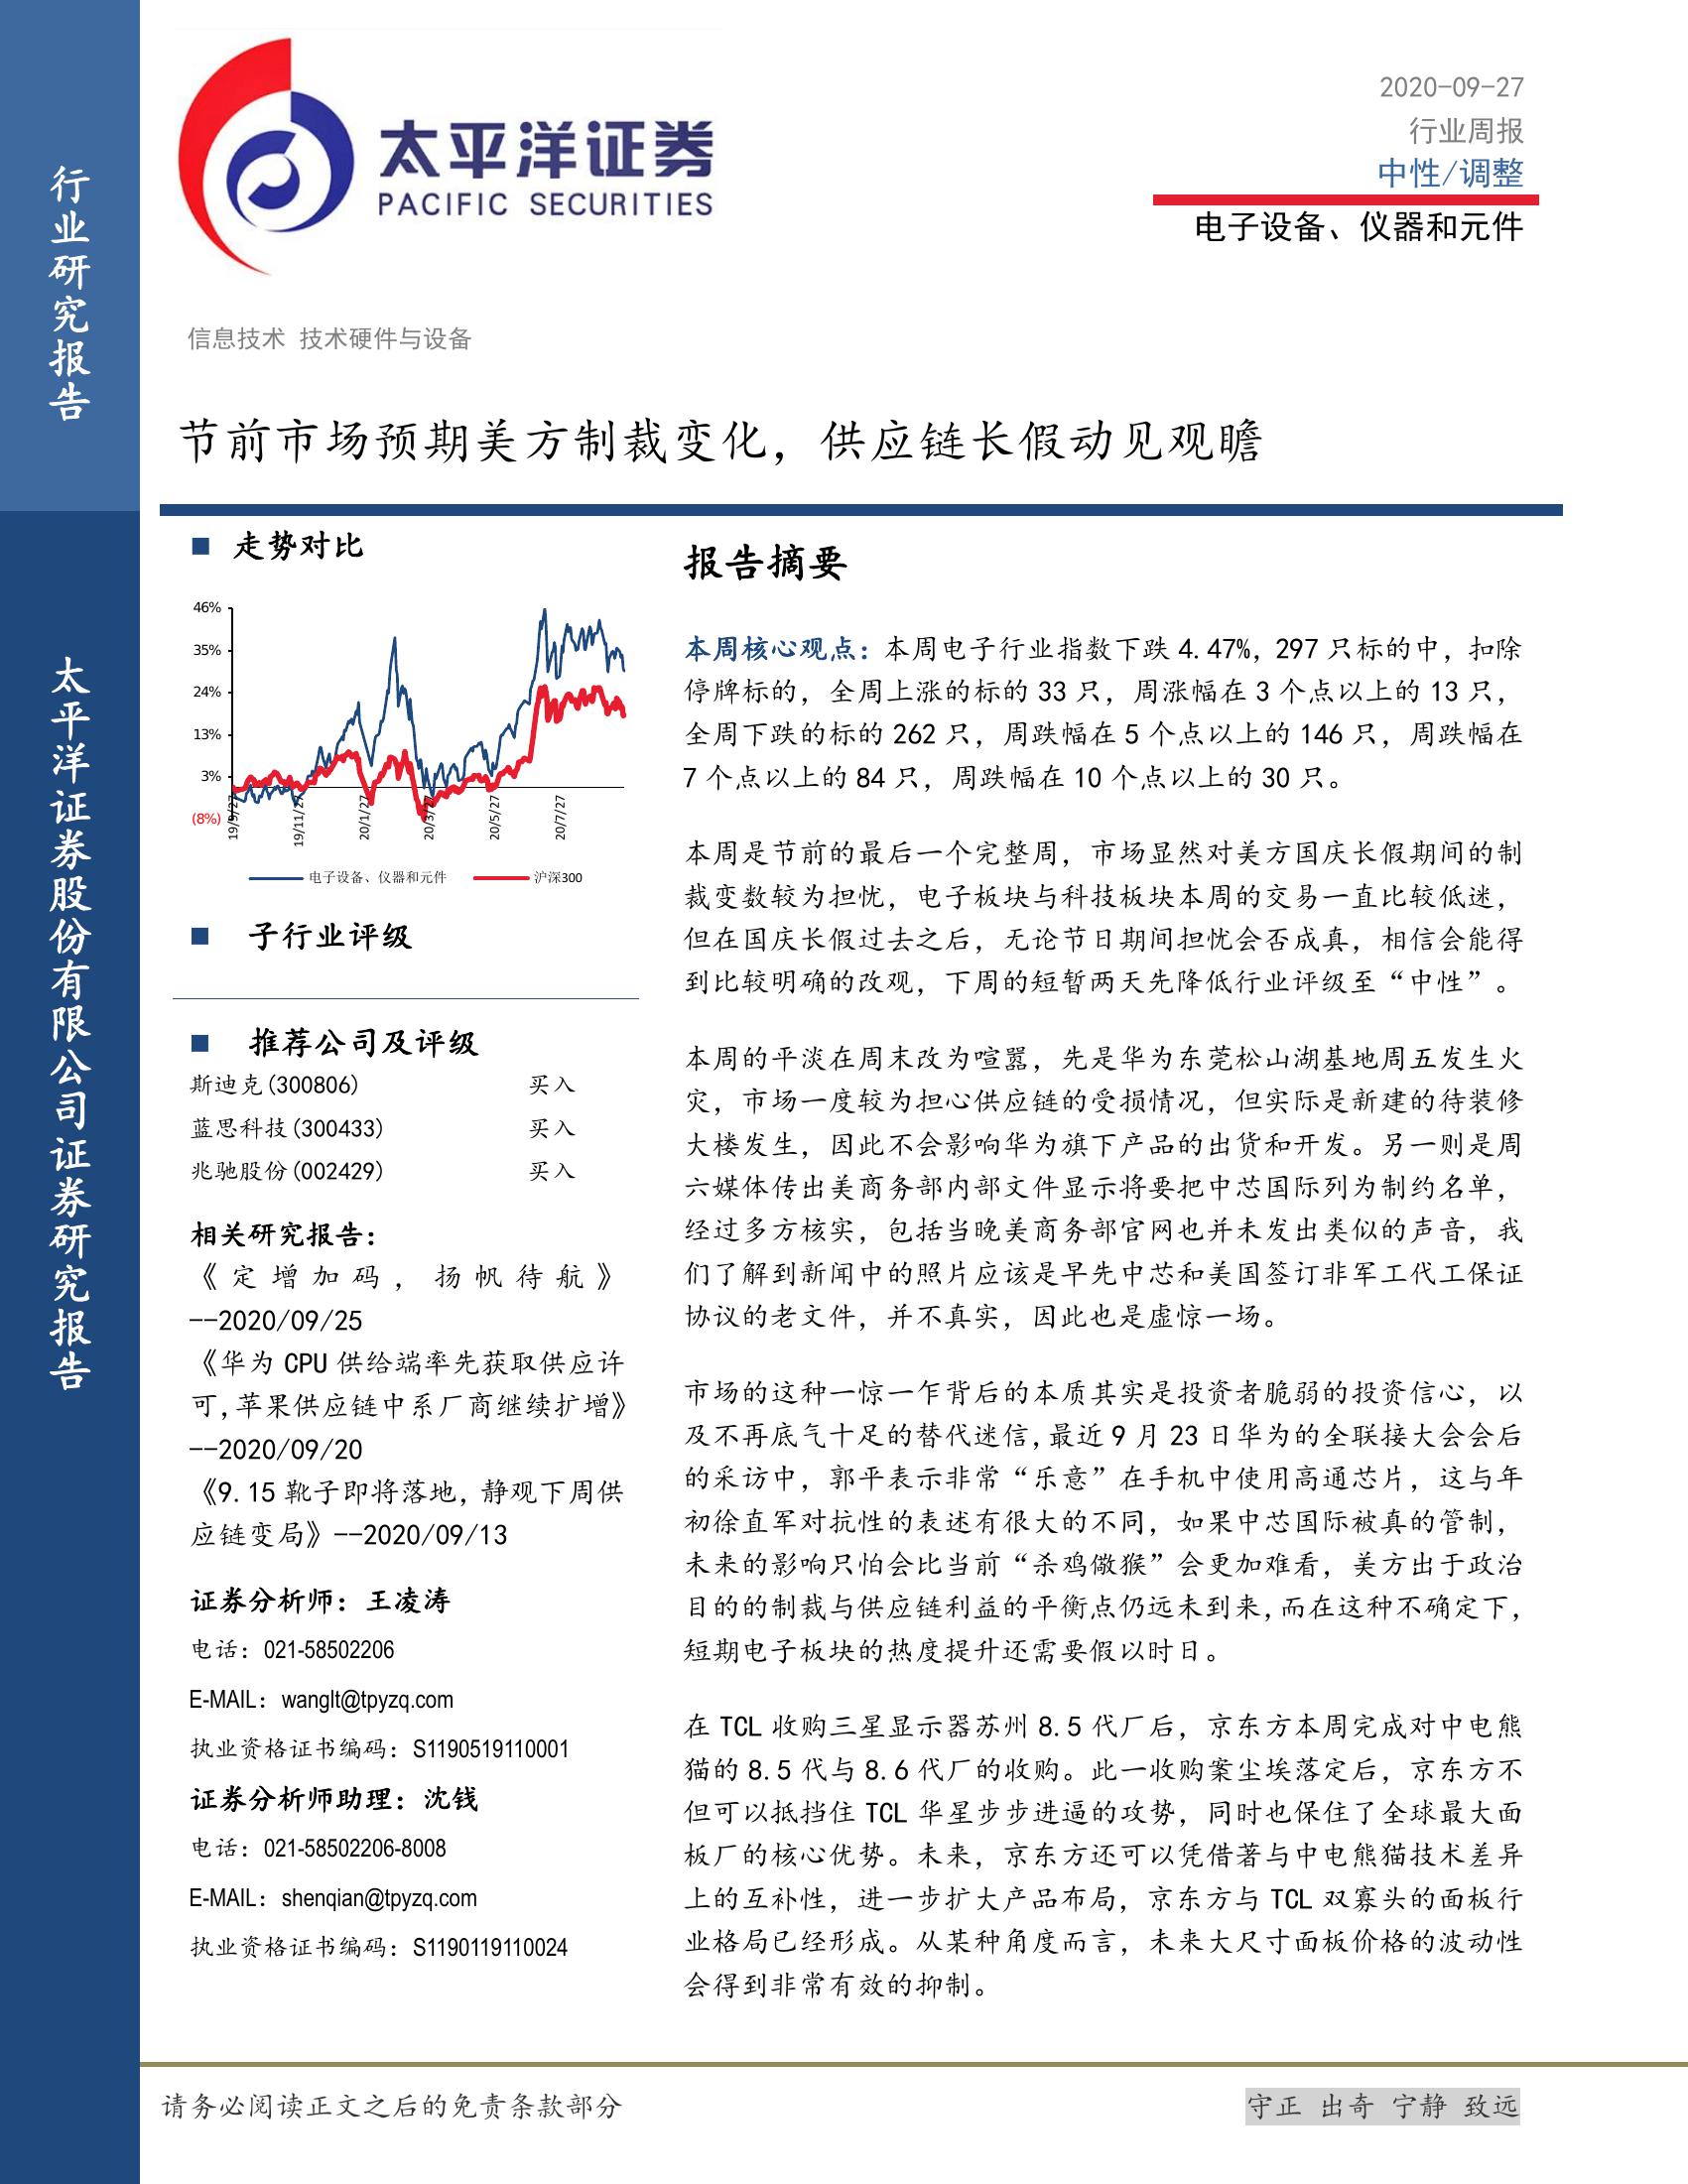 行业研究报告
太平洋证券股份有限公司证券研究报告
太平洋证券
PACIFIC SECURITIES
2020-09-27
行业周报
中性/调整
电子设备、仪器和元件
信息技术 技术硬件与设备
节前市场预期美方制裁变化，供应链长假动见观瞻
■ 走势对比
46%
35%
24%
13%
3%
(8%)
19/9/27
19/11/27
20/1/27
20/3/27
20/5/27
20/7/27
电子设备、仪器和元件 沪深300
■ 子行业评级
■ 推荐公司及评级
斯迪克(300806) 买入
蓝思科技(300433) 买入
兆驰股份(002429) 买入
相关研究报告：
《定增加码，扬帆待航》
--2020/09/25
《华为 CPU 供给端率先获取供应许
可,苹果供应链中系厂商继续扩增》
--2020/09/20
《9.15 靴子即将落地，静观下周供
应链变局》--2020/09/13
证券分析师：王凌涛
电话：021-58502206
E-MAIL：wanglt@tpyzq.com
执业资格证书编码：S1190519110001
证券分析师助理：沈钱
电话：021-58502206-8008
E-MAIL：shenqian@tpyzq.com
执业资格证书编码：S1190119110024
报告摘要
本周核心观点：本周电子行业指数下跌 4.47%，297 只标的中，扣除
停牌标的，全周上涨的标的 33 只，周涨幅在 3 个点以上的 13 只，
全周下跌的标的 262 只，周跌幅在 5 个点以上的 146 只，周跌幅在
7 个点以上的 84 只，周跌幅在 10 个点以上的 30 只。
本周是节前的最后一个完整周，市场显然对美方国庆长假期间的制
裁变数较为担忧，电子板块与科技板块本周的交易一直比较低迷，
但在国庆长假过去之后，无论节日期间担忧会否成真，相信会能得
到比较明确的改观，下周的短暂两天先降低行业评级至“中性”。
本周的平淡在周末改为喧嚣，先是华为东莞松山湖基地周五发生火
灾，市场一度较为担心供应链的受损情况，但实际是新建的待装修
大楼发生，因此不会影响华为旗下产品的出货和开发。另一则是周
六媒体传出美商务部内部文件显示将要把中芯国际列为制约名单，
经过多方核实，包括当晚美商务部官网也并未发出类似的声音，我
们了解到新闻中的照片应该是早先中芯和美国签订非军工代工保证
协议的老文件，并不真实，因此也是虚惊一场。
市场的这种一惊一乍背后的本质其实是投资者脆弱的投资信心，以
及不再底气十足的替代迷信,最近 9 月 23 日华为的全联接大会会后
的采访中，郭平表示非常“乐意”在手机中使用高通芯片，这与年
初徐直军对抗性的表述有很大的不同，如果中芯国际被真的管制，
未来的影响只怕会比当前“杀鸡儆猴”会更加难看，美方出于政治
目的的制裁与供应链利益的平衡点仍远未到来,而在这种不确定下，
短期电子板块的热度提升还需要假以时日。
在 TCL 收购三星显示器苏州 8.5 代厂后，京东方本周完成对中电熊
猫的 8.5 代与 8.6 代厂的收购。此一收购案尘埃落定后，京东方不
但可以抵挡住 TCL 华星步步进逼的攻势，同时也保住了全球最大面
板厂的核心优势。未来，京东方还可以凭借著与中电熊猫技术差异
上的互补性，进一步扩大产品布局，京东方与 TCL 双寡头的面板行
业格局已经形成。从某种角度而言，未来大尺寸面板价格的波动性
会得到非常有效的抑制。
请务必阅读正文之后的免责条款部分
守正 出奇 宁静 致远